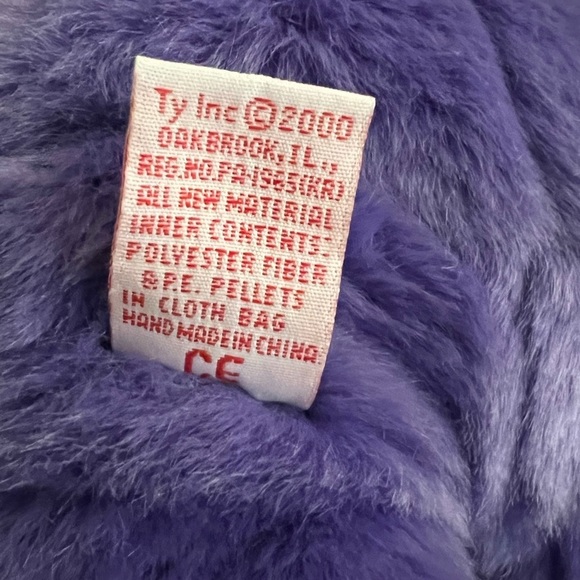 Ty Inc ©2000
OAKBROOK, IL.,
REG.NO.PA-1965(KR)
ALL NEW MATERIAL
INNER CONTENTS:
POLYESTER FIBER
& P.E. PELLETS
IN CLOTH BAG
HAND MADE IN CHINA.
CE